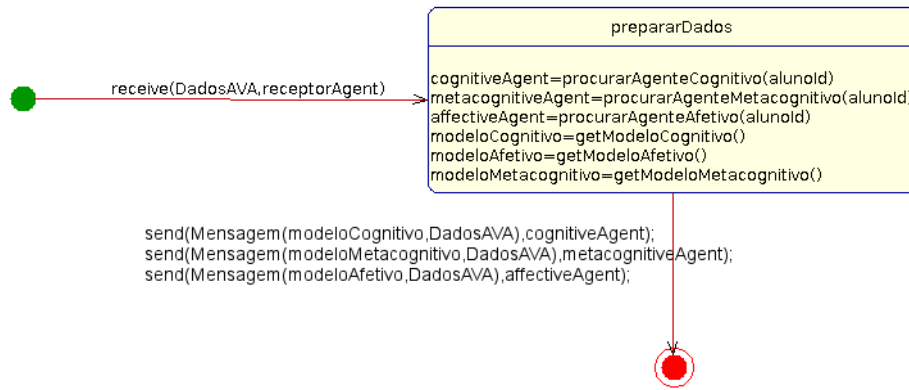 prepararDados
receive(DadosAVA,receptorAgent)
cognitiveAgent=procurarAgenteCognitivo(alunoId)
metacognitiveAgent=procurarAgenteMetacognitivo(alunoId)
affectiveAgent=procurarAgenteAfetivo(alunoId)
modeloCognitivo=getModeloCognitivo()
modeloAfetivo=getModeloAfetivo()
modeloMetacognitivo=getModeloMetacognitivo()
send(Mensagem(modeloCognitivo,DadosAVA),cognitiveAgent);
send(Mensagem(modeloMetacognitivo,DadosAVA),metacognitiveAgent);
send(Mensagem(modeloAfetivo,DadosAVA),affectiveAgent);